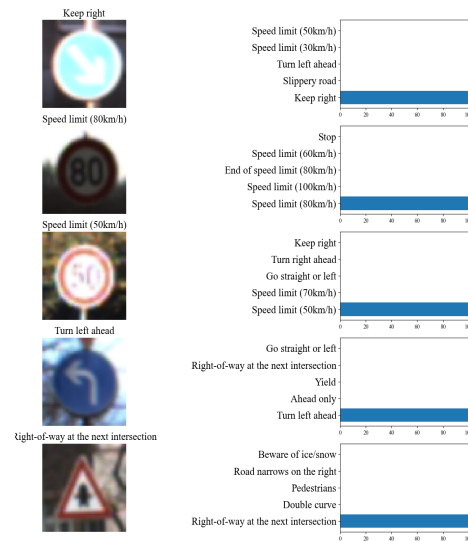 Keep right
Speed limit (50km/h)
Speed limit (30km/h)
Turn left ahead
Slippery road
Keep right
0 20 40 60 80 10
Speed limit (80km/h)
80
Stop
Speed limit (60km/h)
End of speed limit (80km/h)
Speed limit (100km/h)
Speed limit (80km/h)
0 20 40 60 80 10
Speed limit (50km/h)
50
Keep right
Turn right ahead
Go straight or left
Speed limit (70km/h)
Speed limit (50km/h)
0 20 40 60 80 10
Turn left ahead
Go straight or left
Right-of-way at the next intersection
Yield
Ahead only
Turn left ahead
0 20 40 60 80 10
Right-of-way at the next intersection
Beware of ice/snow
Road narrows on the right
Pedestrians
Double curve
Right-of-way at the next intersection
0 20 40 60 80 10